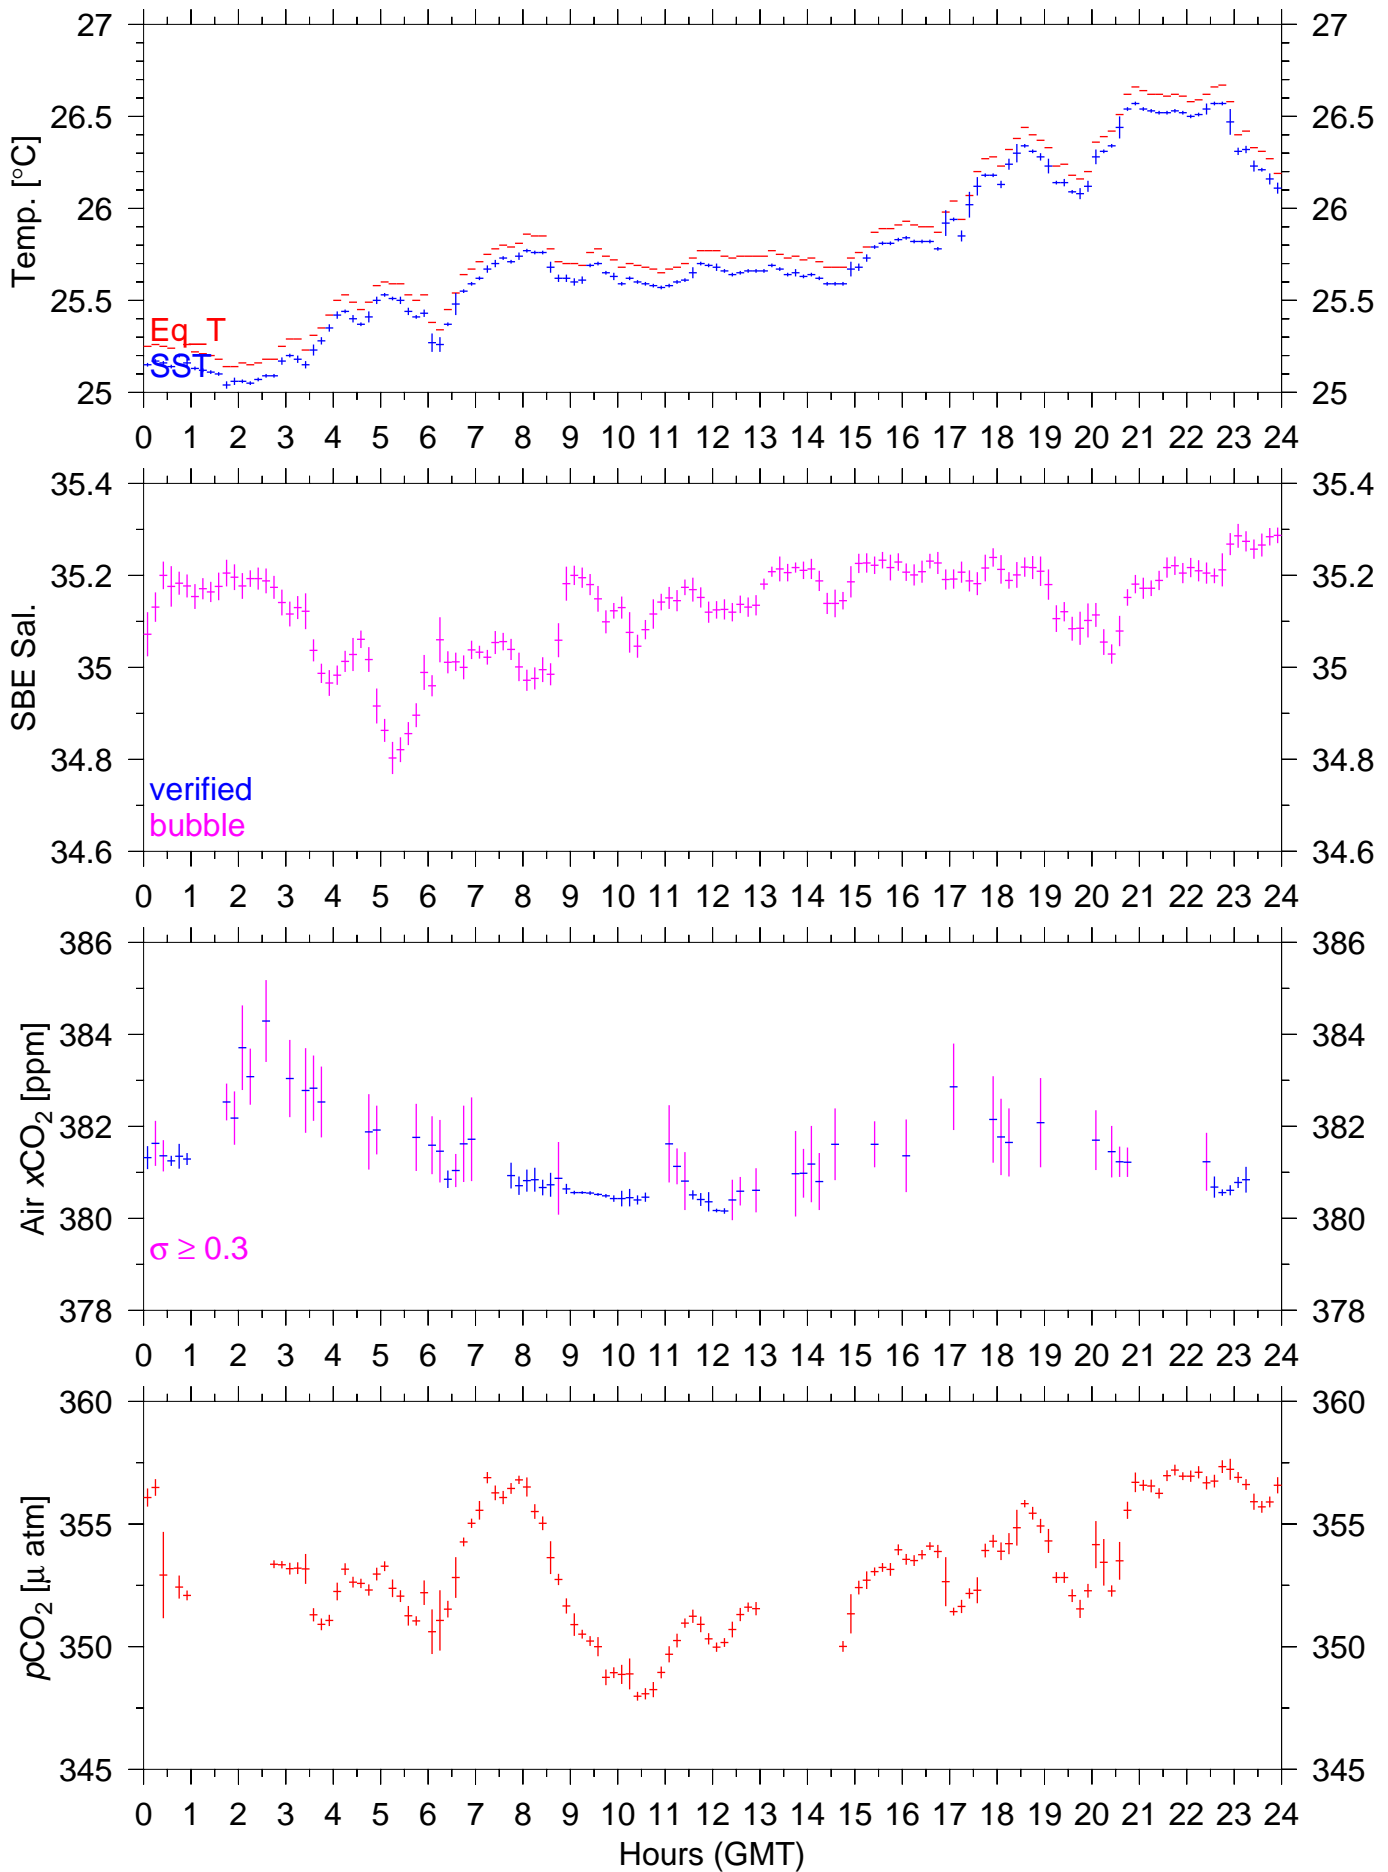 27 27
26.5 26.5
26 26
25.5 25.5
25 25
Temp. [°C]
Eq_T
SST
0 1 2 3 4 5 6 7 8 9 10 11 12 13 14 15 16 17 18 19 20 21 22 23 24
35.4 35.4
35.2 35.2
35 35
34.8 34.8
34.6 34.6
SBE Sal.
verified
bubble
0 1 2 3 4 5 6 7 8 9 10 11 12 13 14 15 16 17 18 19 20 21 22 23 24
386 386
384 384
382 382
380 380
378 378
Air xCO₂ [ppm]
σ ≥ 0.3
0 1 2 3 4 5 6 7 8 9 10 11 12 13 14 15 16 17 18 19 20 21 22 23 24
360 360
355 355
350 350
345 345
pCO₂ [μ atm]
0 1 2 3 4 5 6 7 8 9 10 11 12 13 14 15 16 17 18 19 20 21 22 23 24
Hours (GMT)